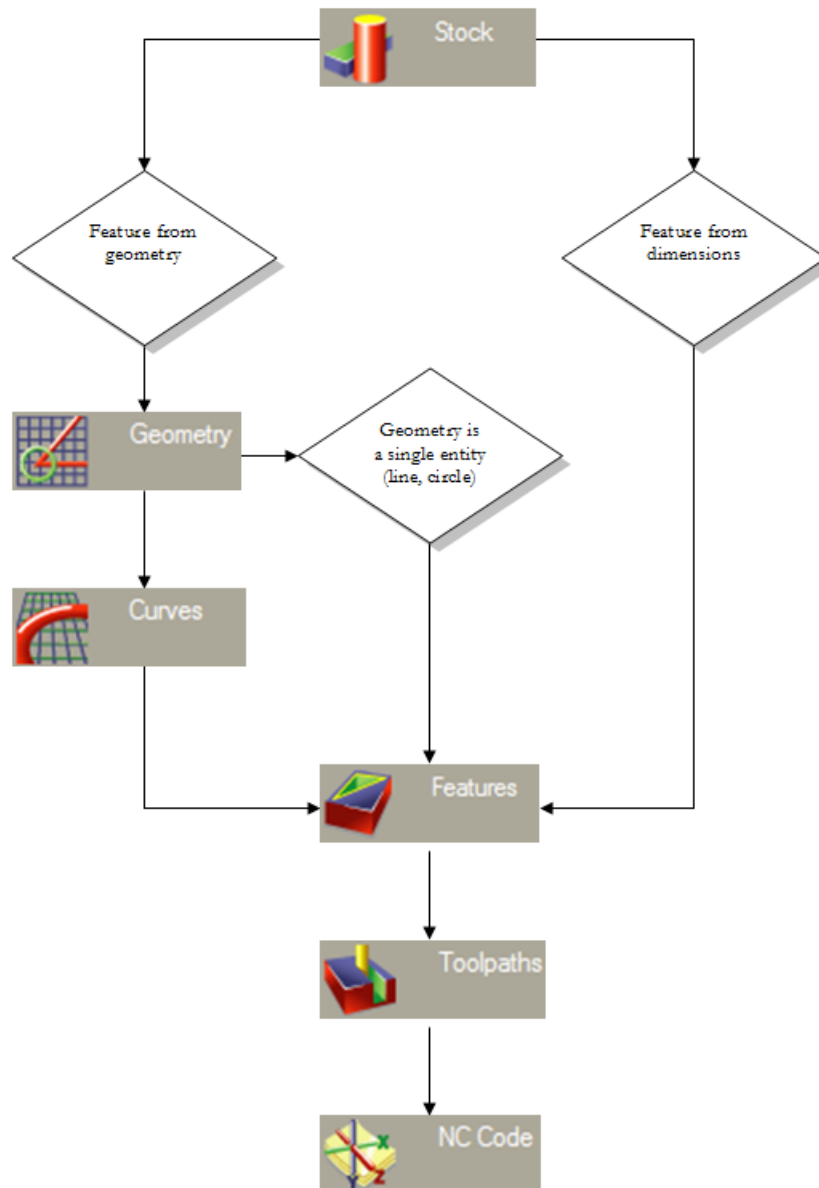 Stock
Feature from
geometry
Feature from
dimensions
Geometry
Geometry is
a single entity
(line, circle)
Curves
Features
Toolpaths
NC Code
X
Y
Z